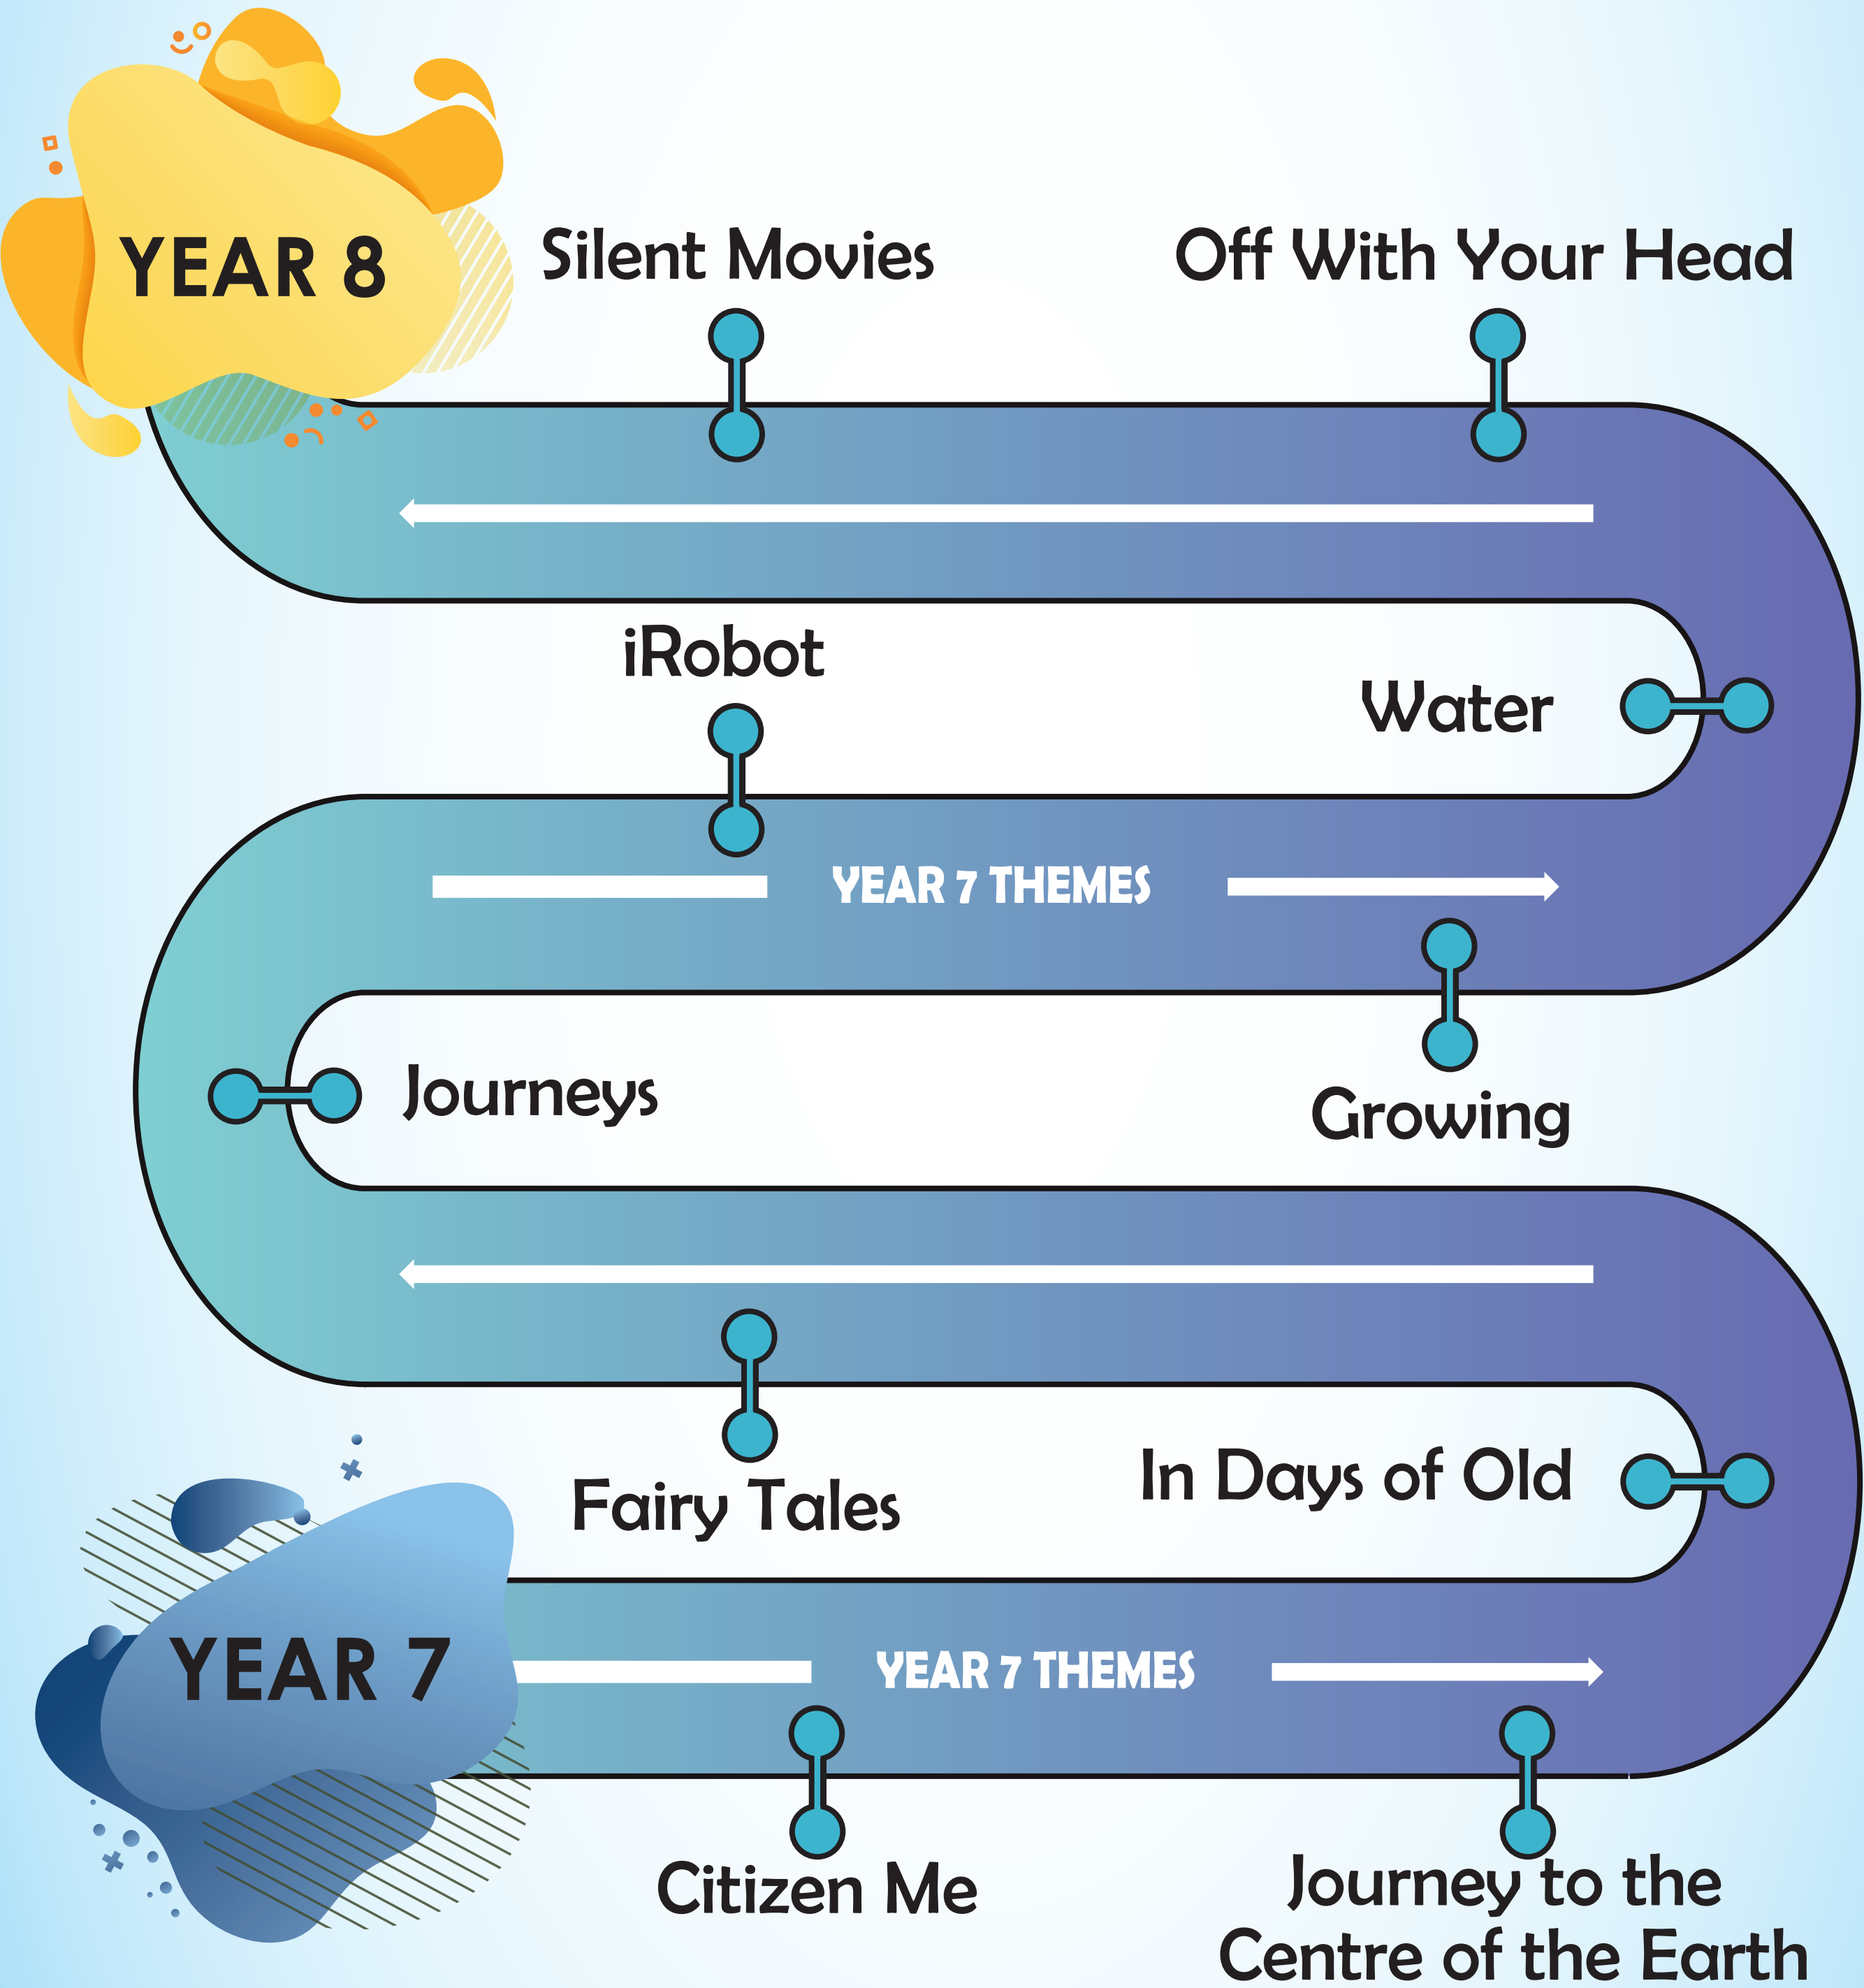 YEAR 8
Silent Movies
Off With Your Head
iRobot
Water
YEAR 7 THEMES
Journeys
Growing
Fairy Tales
In Days of Old
YEAR 7
YEAR 7 THEMES
Citizen Me
Journey to the
Centre of the Earth